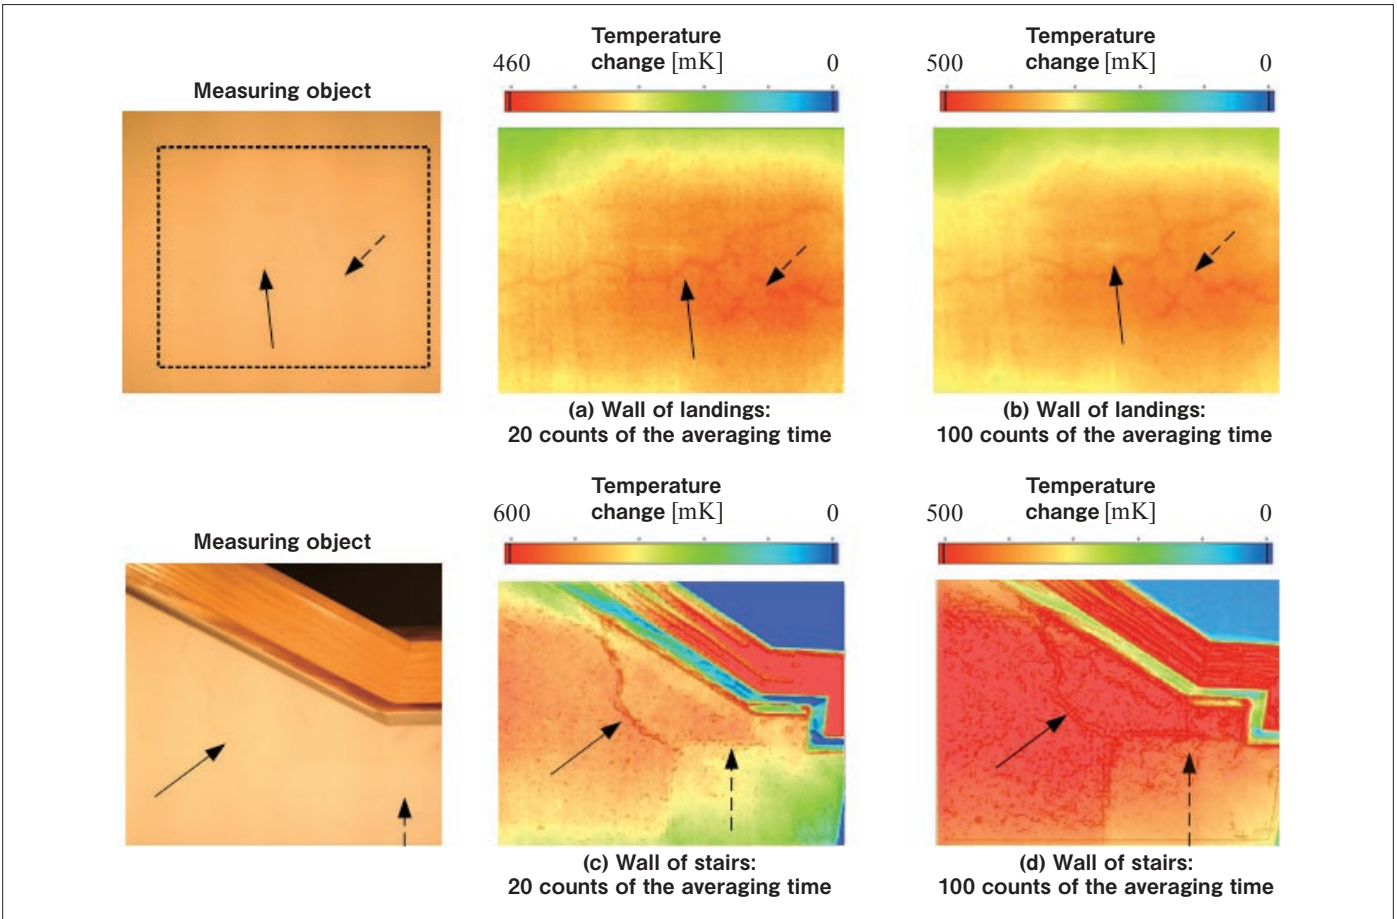 Temperature
change [mK]
460
0
Temperature
change [mK]
500
0
Measuring object
(a) Wall of landings:
20 counts of the averaging time
(b) Wall of landings:
100 counts of the averaging time
Temperature
change [mK]
600
0
Temperature
change [mK]
500
0
Measuring object
(c) Wall of stairs:
20 counts of the averaging time
(d) Wall of stairs:
100 counts of the averaging time